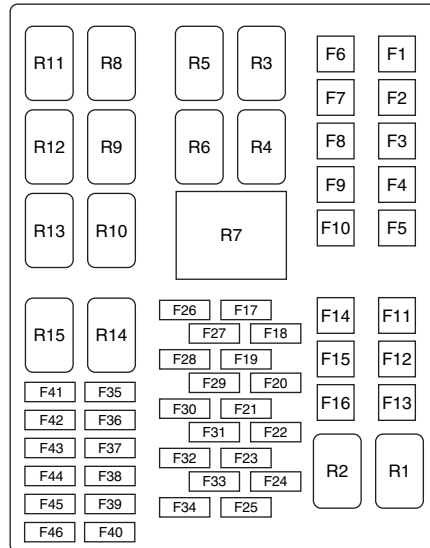 R11 R8 R5 R3 F6 F1
F7 F2
R12 R9 R6 R4 F8 F3
F9 F4
R13 R10 R7 F10 F5
R15 R14 F26 F17 F14 F11
F27 F18
F28 F19 F15 F12
F29 F20
F41 F35 F30 F21 F16 F13
F42 F36 F31 F22
F43 F37 F32 F23 R2 R1
F44 F38 F33 F24
F45 F39 F34 F25
F46 F40